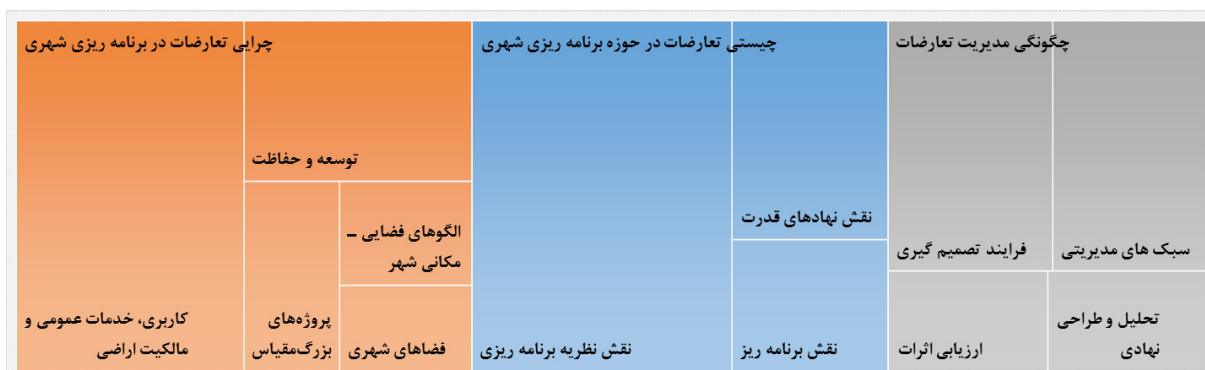 چگونگی مدیریت تعارضات
سبک های مدیریتی
فرایند تصمیم گیری
تحلیل و طراحی
نهادی
ارزیابی اثرات
چیستی تعارضات در حوزه برنامه ریزی شهری
نقش نهادهای قدرت
نقش برنامه ریز
نقش نظریه برنامه ریزی
چرایی تعارضات در برنامه ریزی شهری
توسعه و حفاظت
الگوهای فضایی –
مکانی شهر
فضاهای شهری
پروژه‌های
بزرگ‌مقیاس
کاربری، خدمات عمومی و
مالکیت اراضی